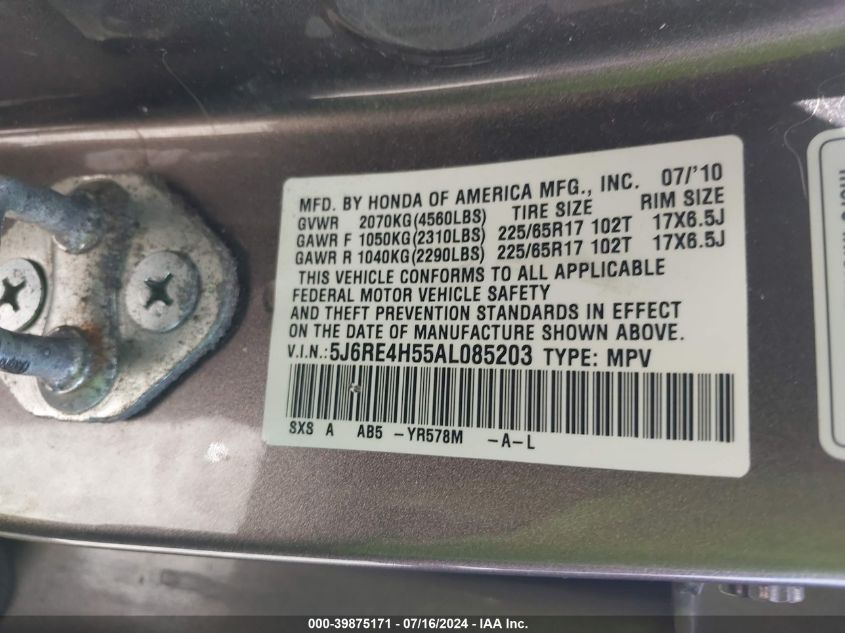 MFD. BY HONDA OF AMERICA MFG., INC. 07/'10
GVWR 2070KG(4560LBS) TIRE SIZE RIM SIZE
GAWR F 1050KG(2310LBS) 225/65R17 102T 17X6.5J
GAWR R 1040KG(2290LBS) 225/65R17 102T 17X6.5J
THIS VEHICLE CONFORMS TO ALL APPLICABLE
FEDERAL MOTOR VEHICLE SAFETY
AND THEFT PREVENTION STANDARDS IN EFFECT
ON THE DATE OF MANUFACTURE SHOWN ABOVE.
V.I.N.: 5J6RE4H55AL085203 TYPE: MPV
SXS A AB5 -YR578M -A-L
000-39875171 / 07/16/2024 - IAA Inc.